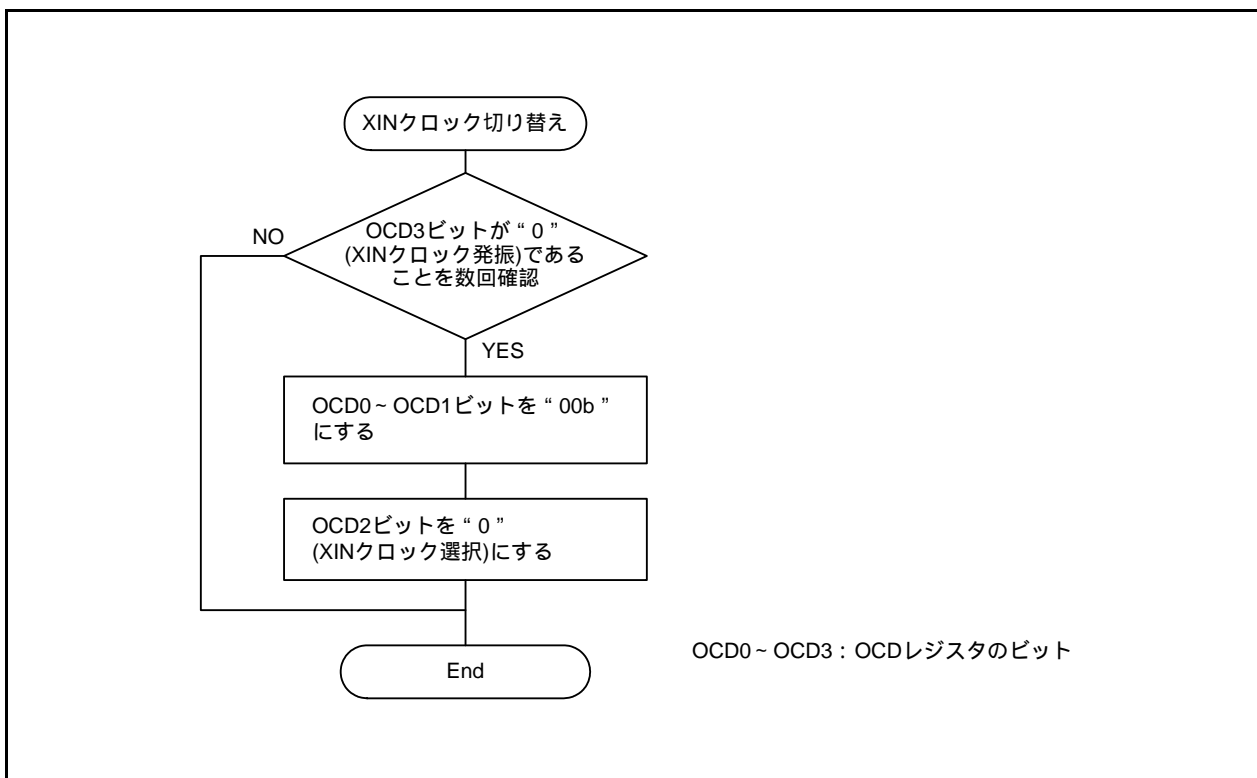 XINクロック切り替え
OCD3ビットが“0”
(XINクロック発振)である
ことを数回確認
NO
YES
OCD0~OCD1ビットを“00b”
にする
OCD2ビットを“0”
(XINクロック選択)にする
End
OCD0~OCD3:OCDレジスタのビット